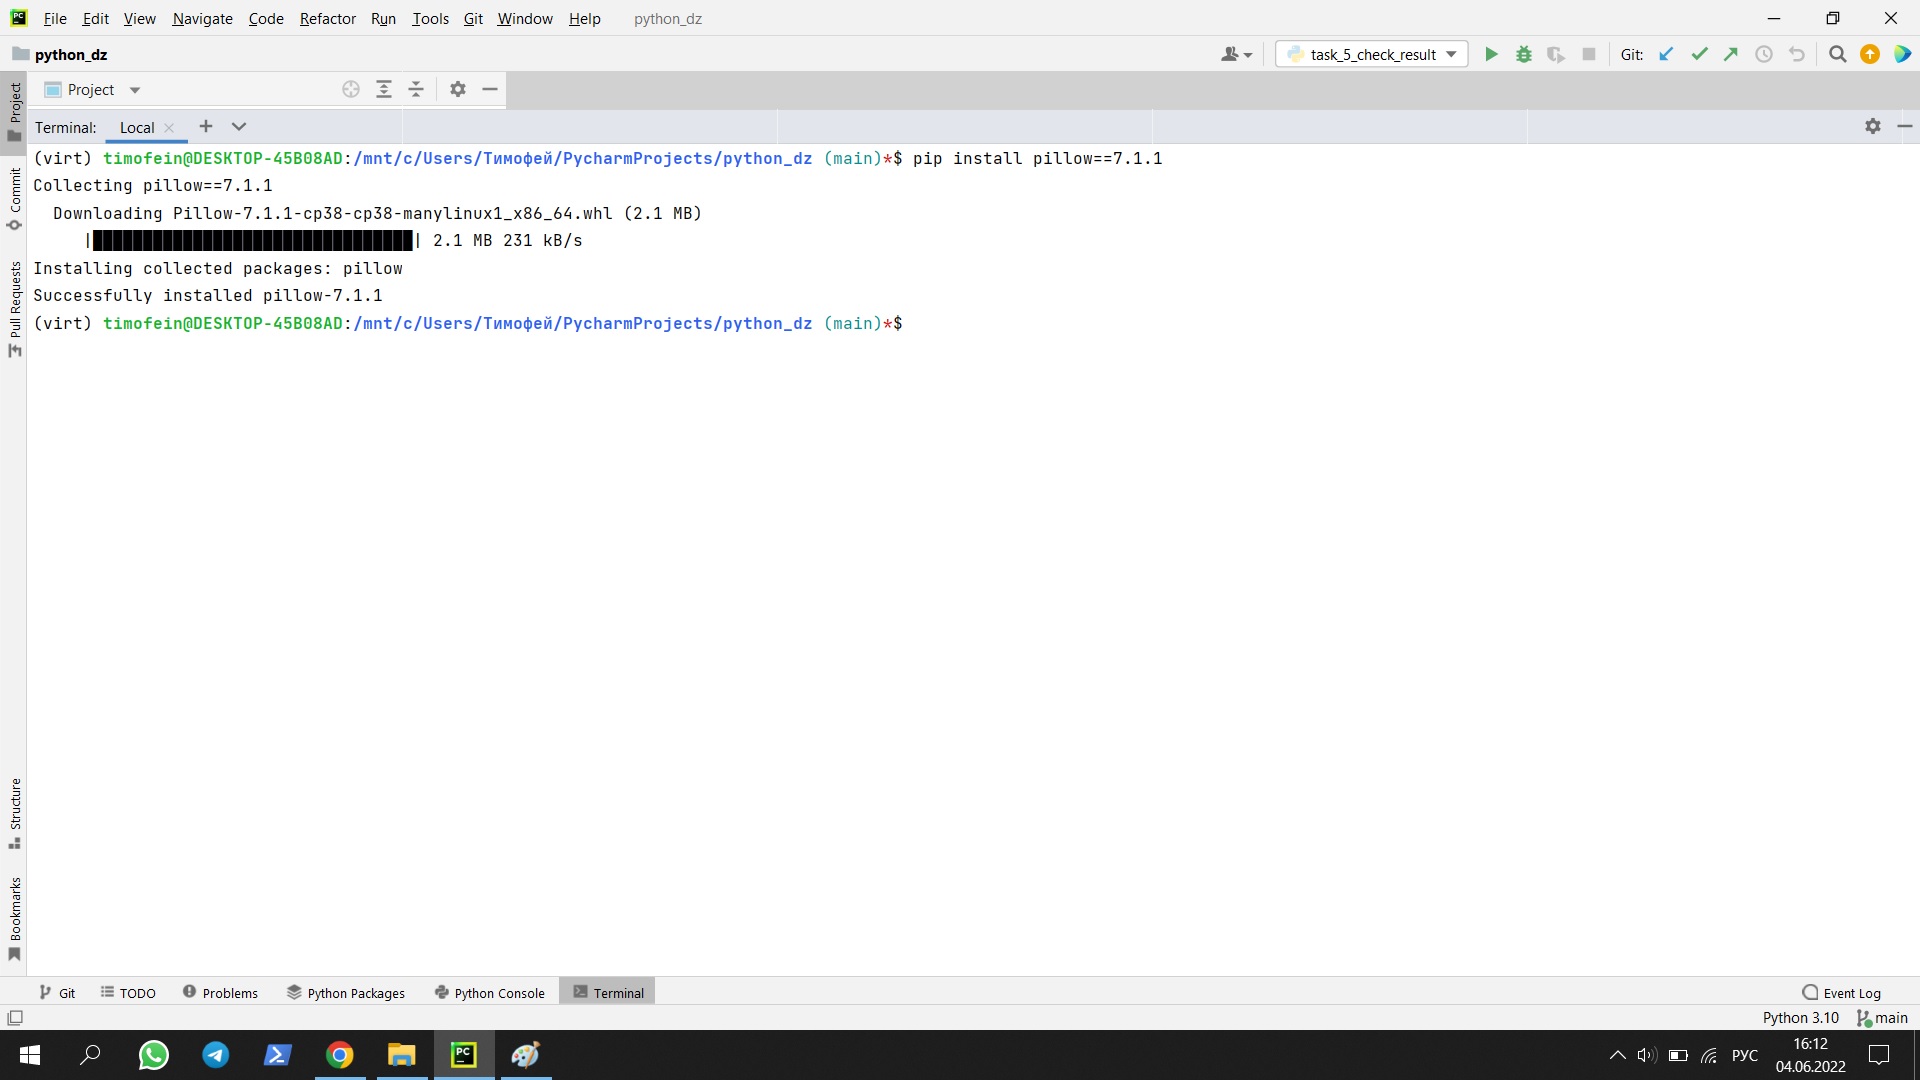 File Edit View Navigate Code Refactor Run Tools Git Window Help python_dz
python_dz
task_5_check_result
Git:
Project
Terminal: Local
(virt) timofein@DESKTOP-45B08AD:/mnt/c/Users/Тимофей/PycharmProjects/python_dz (main)*$ pip install pillow==7.1.1
Collecting pillow==7.1.1
Downloading Pillow-7.1.1-cp38-cp38-manylinux1_x86_64.whl (2.1 MB)
|████████████████████████████████| 2.1 MB 231 kB/s
Installing collected packages: pillow
Successfully installed pillow-7.1.1
(virt) timofein@DESKTOP-45B08AD:/mnt/c/Users/Тимофей/PycharmProjects/python_dz (main)*$
Project
Commit
Pull Requests
Structure
Bookmarks
Git TODO Problems Python Packages Python Console Terminal Event Log
Python 3.10 main
PC
РУС
16:12
04.06.2022